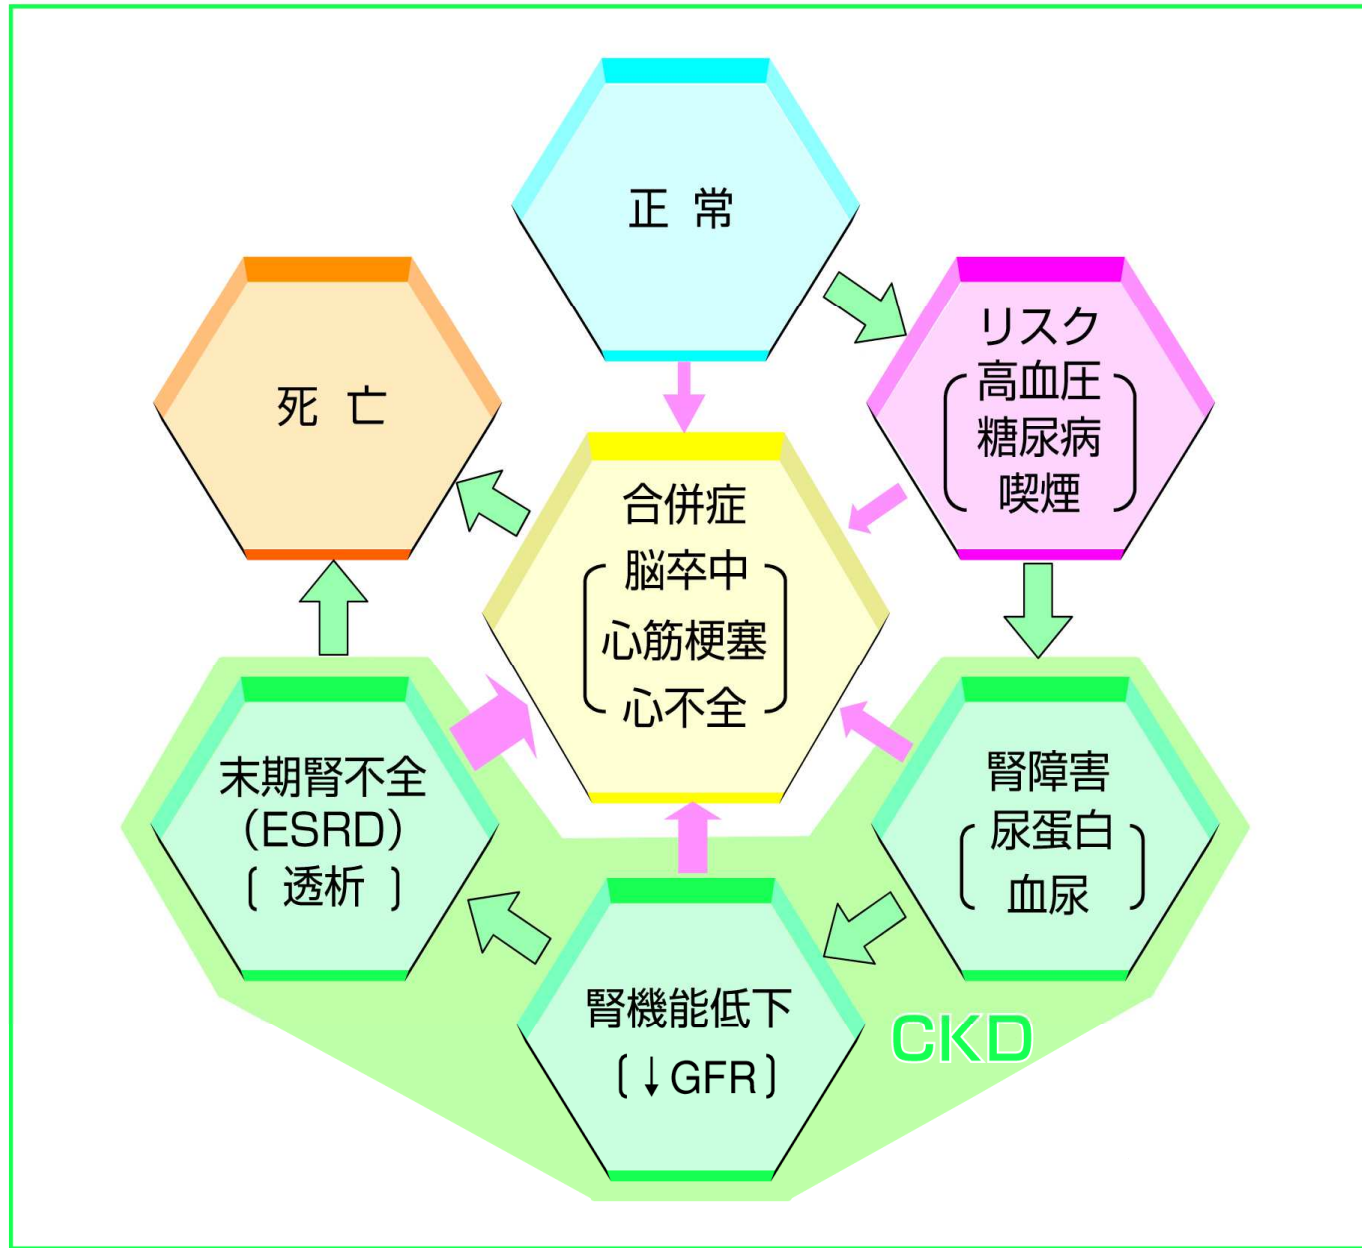 正常
リスク
高血圧
糖尿病
喫煙
死亡
合併症
脳卒中
心筋梗塞
心不全
腎障害
尿蛋白
血尿
末期腎不全
(ESRD)
〔 透析 〕
腎機能低下
〔↓GFR〕
CKD